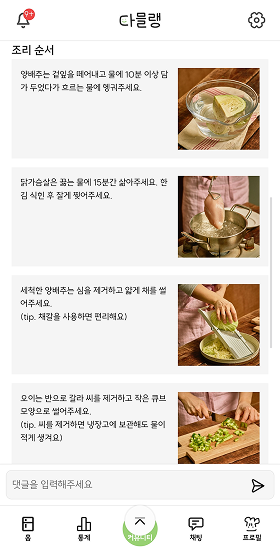 9+
다믈랭
조리 순서
양배추는 겉잎을 떼어내고 물에 10분 이상 담
가 두었다가 흐르는 물에 헹궈주세요.
닭가슴살은 끓는 물에 15분간 삶아주세요. 한
김 식힌 후 잘게 찢어주세요.
세척한 양배추는 심을 제거하고 얇게 채를 썰
어주세요.
(tip. 채칼을 사용하면 편리해요)
오이는 반으로 갈라 씨를 제거하고 작은 큐브
모양으로 썰어주세요.
(tip. 씨를 제거하면 냉장고에 보관해도 물이
적게 생겨요)
댓글을 입력해주세요
홈
통계
커뮤니티
채팅
프로필